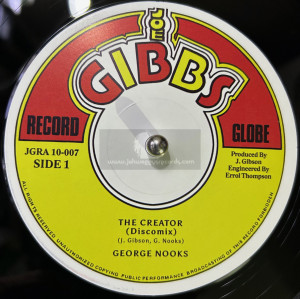 JOE
GIBBS
RECORD
GLOBE
JGRA 10-007
SIDE 1
Produced By
J. Gibson
Engineered By
Errol Thompson
THE CREATOR
(Discomix)
(J. Gibson, G. Nooks)
GEORGE NOOKS
ALL RIGHTS RESERVED. UNAUTHORIZED COPYING PUBLIC PERFORMANCE BROADCASTING OF THIS RECORD FORBIDDEN